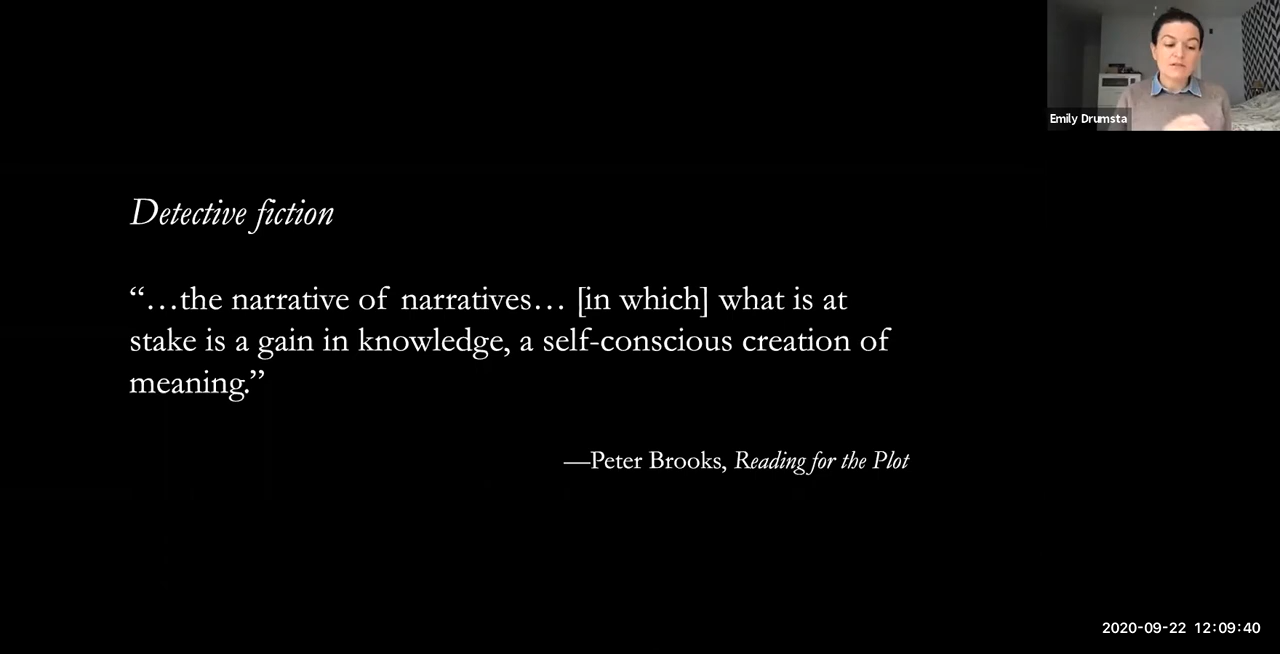 Emily Drumsta
Detective fiction
“…the narrative of narratives… [in which] what is at
stake is a gain in knowledge, a self-conscious creation of
meaning.”
—Peter Brooks, Reading for the Plot
2020-09-22 12:09:40